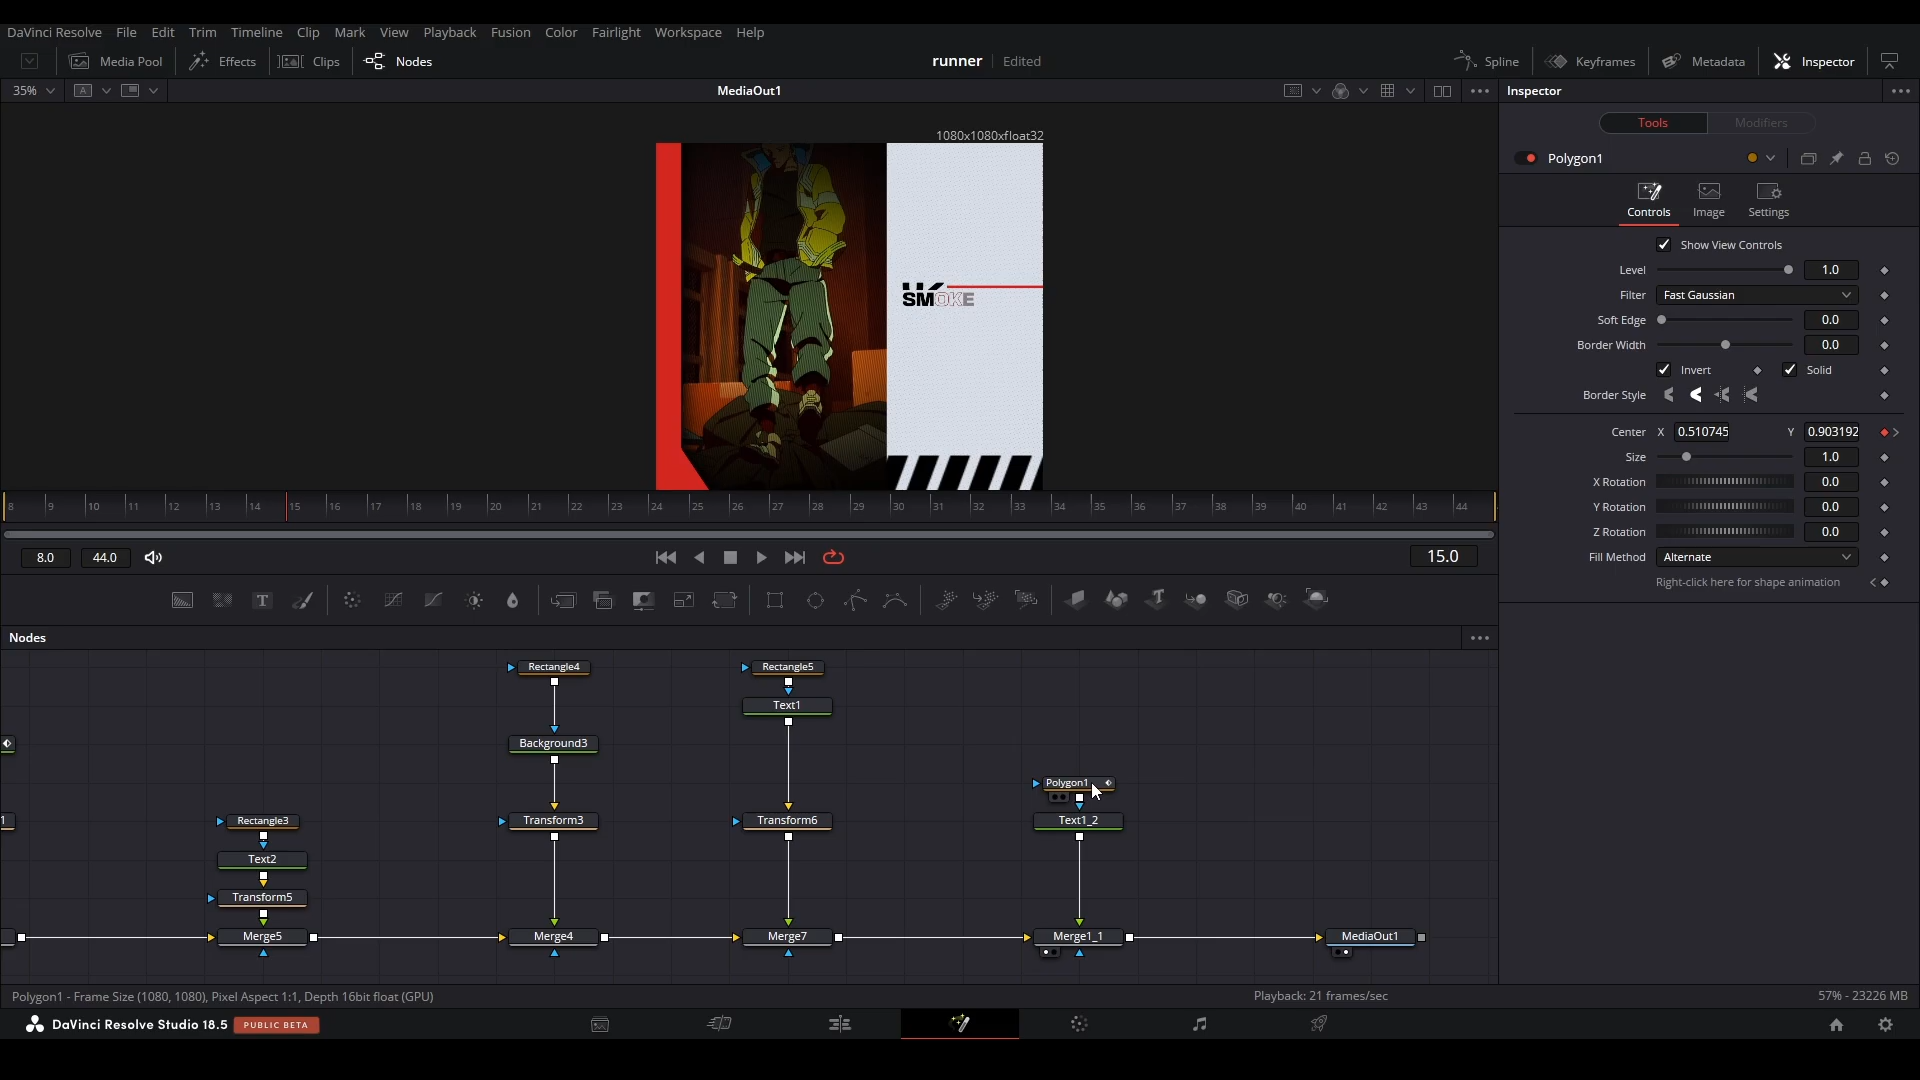 DaVinci Resolve File Edit Trim Timeline Clip Mark View Playback Fusion Color Fairlight Workspace Help
Media Pool Effects Clips Nodes runner Edited Spline Keyframes Metadata Inspector
35% A MediaOut1 Inspector
Tools Modifiers
1080x1080xfloat32
Polygon1
Controls Image Settings
Show View Controls
Level 1.0
Filter Fast Gaussian
SMOKE
Soft Edge 0.0
Border Width 0.0
Invert Solid
Border Style
Center X 0.510745 Y 0.903192
Size 1.0
X Rotation 0.0
8 9 10 11 12 13 14 15 16 17 18 19 20 21 22 23 24 25 26 27 28 29 30 31 32 33 34 35 36 37 38 39 40 41 42 43 44
Y Rotation 0.0
Z Rotation 0.0
8.0 44.0 15.0
Fill Method Alternate
Right-click here for shape animation
T
Nodes
Rectangle4 Rectangle5
Text1
Background3
Polygon1
1 Rectangle3 Transform3 Transform6 Text1_2
Text2
Transform5
Merge5 Merge4 Merge7 Merge1_1 MediaOut1
Polygon1 - Frame Size (1080, 1080), Pixel Aspect 1:1, Depth 16bit float (GPU) Playback: 21 frames/sec 57% - 23226 MB
DaVinci Resolve Studio 18.5 PUBLIC BETA